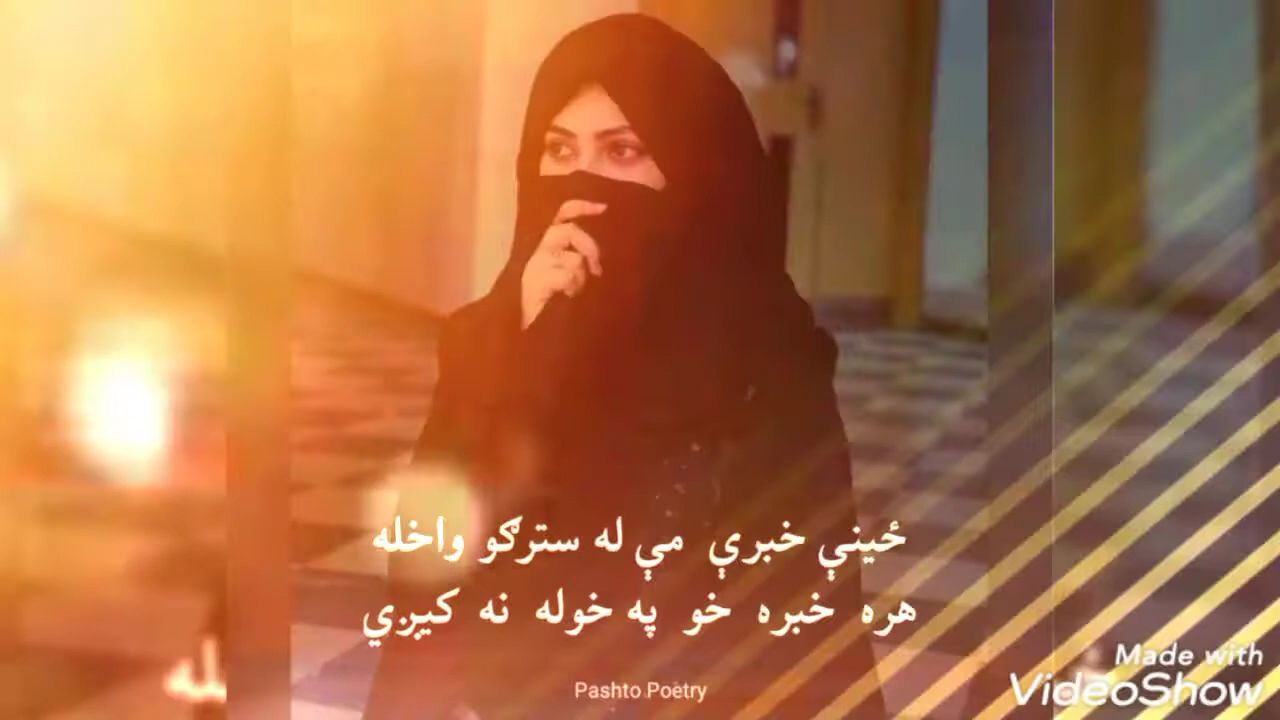 ځينې خبرې مې له سترګو واخله
هره خبره خو په خوله نه کيږي
Pashto Poetry
Made with
VideoShow